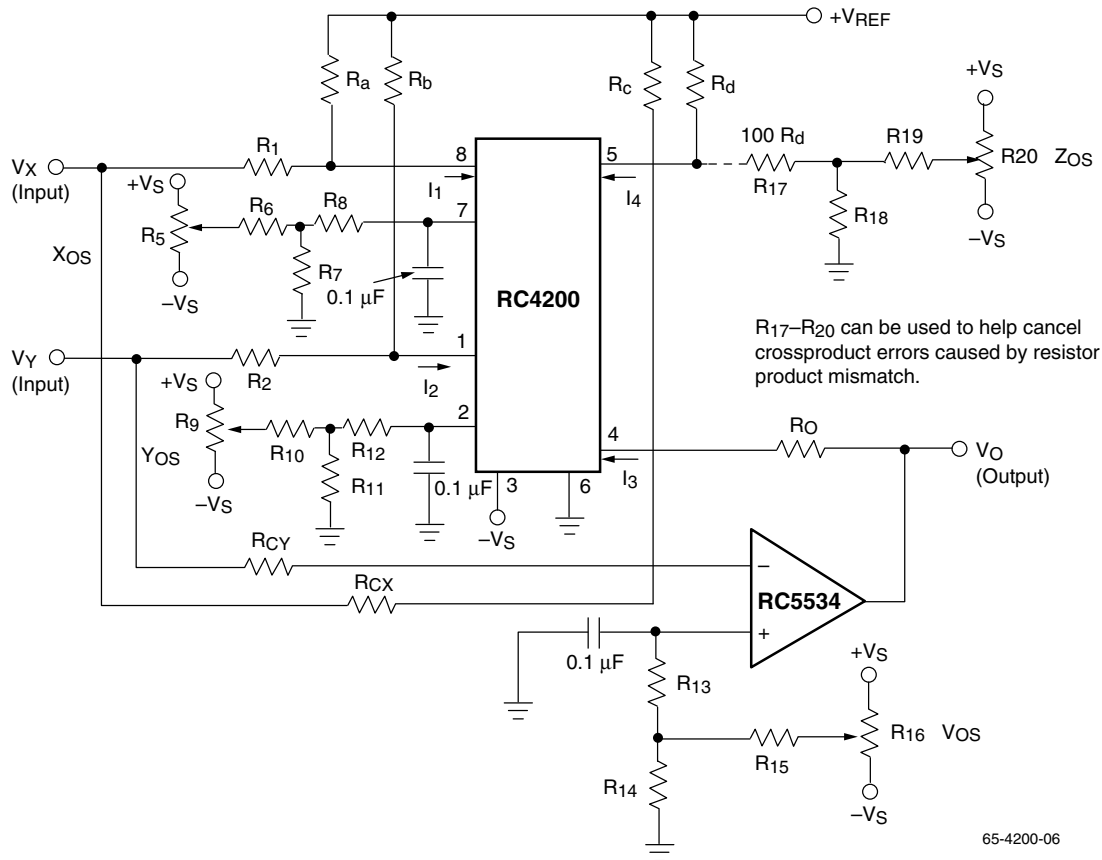 +VREF
Ra
Rb
Rc
Rd
+VS
R1
8
5
100 Rd
R19
R20 ZOS
VX
(Input)
I1
I4
R17
+VS
R6
R8
7
R18
R5
–VS
XOS
R7
0.1 µF
RC4200
R17–R20 can be used to help cancel
crossproduct errors caused by resistor
product mismatch.
VY
(Input)
R2
1
I2
–VS
+VS
2
R9
R10
R12
4
RO
VO
(Output)
YOS
I3
R11
0.1 µF
3
6
–VS
–VS
RCY
RCX
–
RC5534
+
0.1 µF
+VS
R13
R16 VOS
R15
R14
–VS
65-4200-06